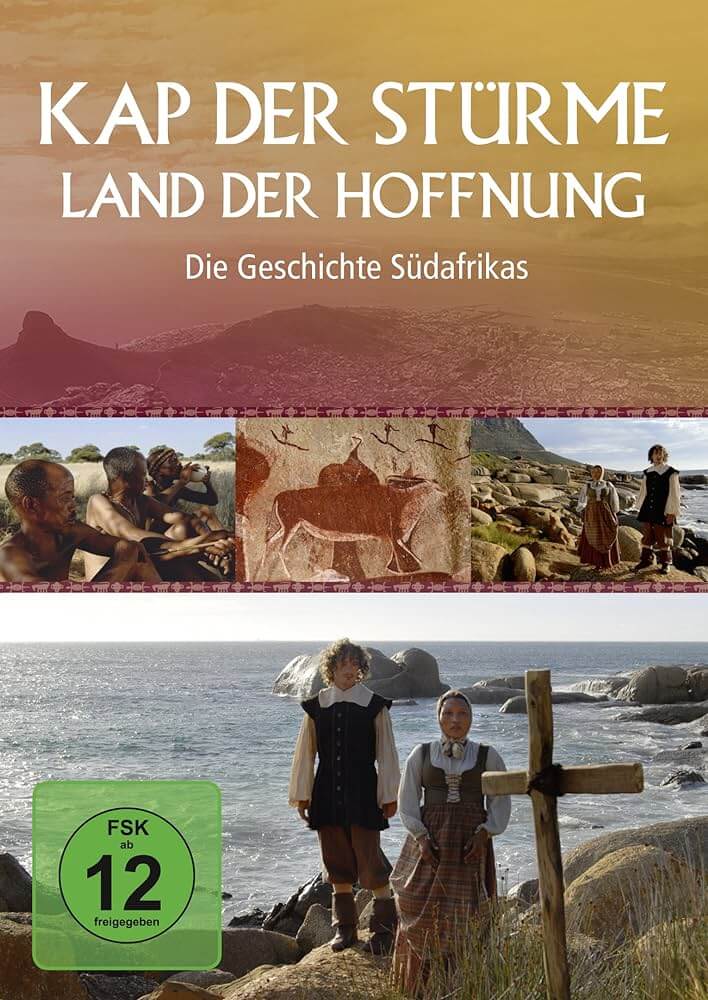 KAP DER STÜRME
LAND DER HOFFNUNG
Die Geschichte Südafrikas
FSK
ab
12
freigegeben